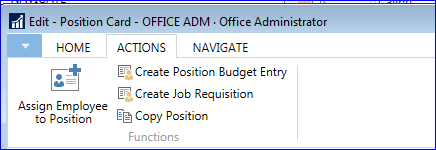 Edit - Position Card - OFFICE ADM · Office Administrator
HOME ACTIONS NAVIGATE
Assign Employee
to Position
Create Position Budget Entry
Create Job Requisition
Copy Position
Functions